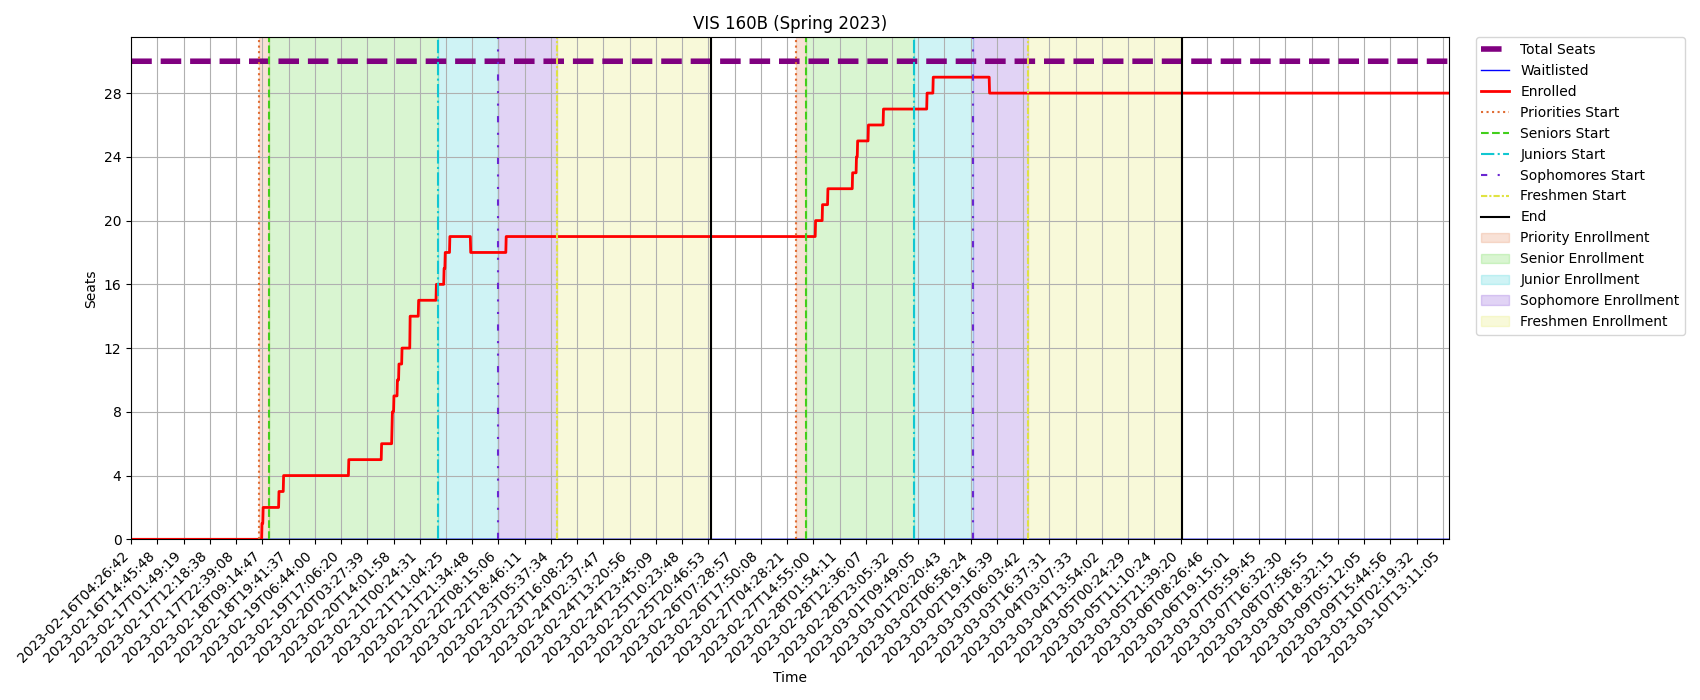 VIS 160B (Spring 2023)
Seats
28
24
20
16
12
8
4
0
2023-02-16T04:26:42
2023-02-16T14:45:48
2023-02-17T01:49:19
2023-02-17T12:18:38
2023-02-17T22:39:08
2023-02-18T09:14:47
2023-02-18T19:41:37
2023-02-19T06:44:00
2023-02-19T17:06:20
2023-02-20T03:27:39
2023-02-20T14:01:58
2023-02-21T00:24:31
2023-02-21T11:04:25
2023-02-21T21:34:48
2023-02-22T08:15:06
2023-02-22T18:46:11
2023-02-23T05:37:34
2023-02-23T16:08:25
2023-02-24T02:37:47
2023-02-24T13:20:56
2023-02-24T23:45:09
2023-02-25T10:23:48
2023-02-25T20:46:53
2023-02-26T07:28:57
2023-02-26T17:50:08
2023-02-27T04:28:21
2023-02-27T14:55:00
2023-02-28T01:54:11
2023-02-28T12:36:07
2023-02-28T23:05:32
2023-03-01T09:49:05
2023-03-01T20:20:43
2023-03-02T06:58:24
2023-03-02T19:16:39
2023-03-03T06:03:42
2023-03-03T16:37:31
2023-03-04T03:07:33
2023-03-04T13:54:02
2023-03-05T00:24:29
2023-03-05T11:10:24
2023-03-05T21:39:20
2023-03-06T08:26:46
2023-03-06T19:15:01
2023-03-07T05:59:45
2023-03-07T16:32:30
2023-03-08T07:58:55
2023-03-08T18:32:15
2023-03-09T05:12:05
2023-03-09T15:44:56
2023-03-10T02:19:32
2023-03-10T13:11:05
Time
Total Seats
Waitlisted
Enrolled
Priorities Start
Seniors Start
Juniors Start
Sophomores Start
Freshmen Start
End
Priority Enrollment
Senior Enrollment
Junior Enrollment
Sophomore Enrollment
Freshmen Enrollment